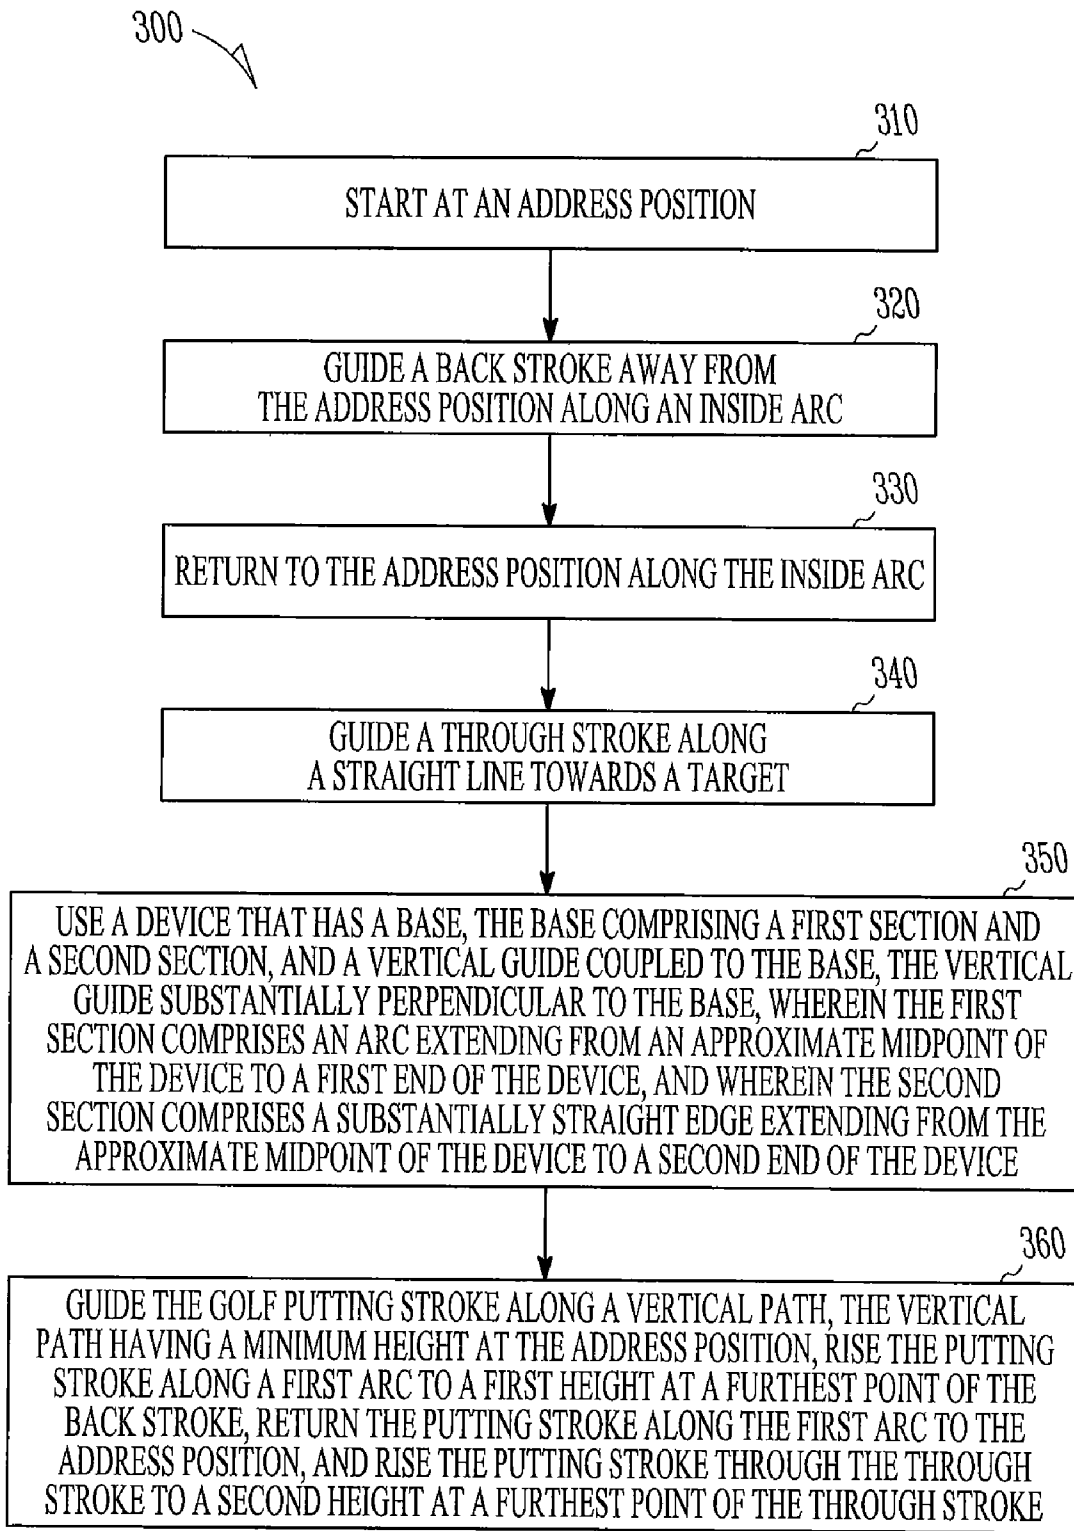 300
310
START AT AN ADDRESS POSITION
320
GUIDE A BACK STROKE AWAY FROM
THE ADDRESS POSITION ALONG AN INSIDE ARC
330
RETURN TO THE ADDRESS POSITION ALONG THE INSIDE ARC
340
GUIDE A THROUGH STROKE ALONG
A STRAIGHT LINE TOWARDS A TARGET
350
USE A DEVICE THAT HAS A BASE, THE BASE COMPRISING A FIRST SECTION AND
A SECOND SECTION, AND A VERTICAL GUIDE COUPLED TO THE BASE, THE VERTICAL
GUIDE SUBSTANTIALLY PERPENDICULAR TO THE BASE, WHEREIN THE FIRST
SECTION COMPRISES AN ARC EXTENDING FROM AN APPROXIMATE MIDPOINT OF
THE DEVICE TO A FIRST END OF THE DEVICE, AND WHEREIN THE SECOND
SECTION COMPRISES A SUBSTANTIALLY STRAIGHT EDGE EXTENDING FROM THE
APPROXIMATE MIDPOINT OF THE DEVICE TO A SECOND END OF THE DEVICE
360
GUIDE THE GOLF PUTTING STROKE ALONG A VERTICAL PATH, THE VERTICAL
PATH HAVING A MINIMUM HEIGHT AT THE ADDRESS POSITION, RISE THE PUTTING
STROKE ALONG A FIRST ARC TO A FIRST HEIGHT AT A FURTHEST POINT OF THE
BACK STROKE, RETURN THE PUTTING STROKE ALONG THE FIRST ARC TO THE
ADDRESS POSITION, AND RISE THE PUTTING STROKE THROUGH THE THROUGH
STROKE TO A SECOND HEIGHT AT A FURTHEST POINT OF THE THROUGH STROKE